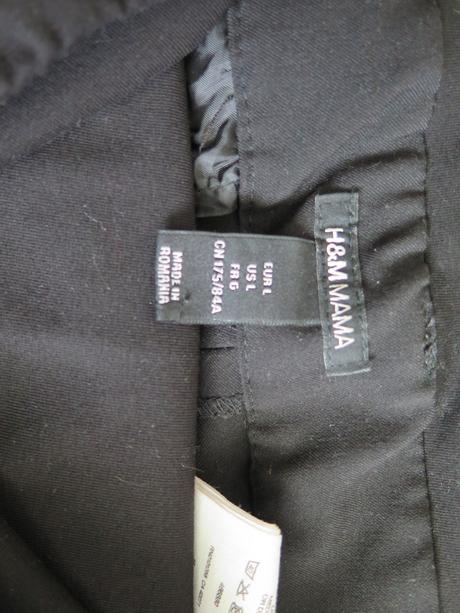 H&M MAMA
EUR L
US L
FR G
CN 175/84A
MADE IN
ROMANIA